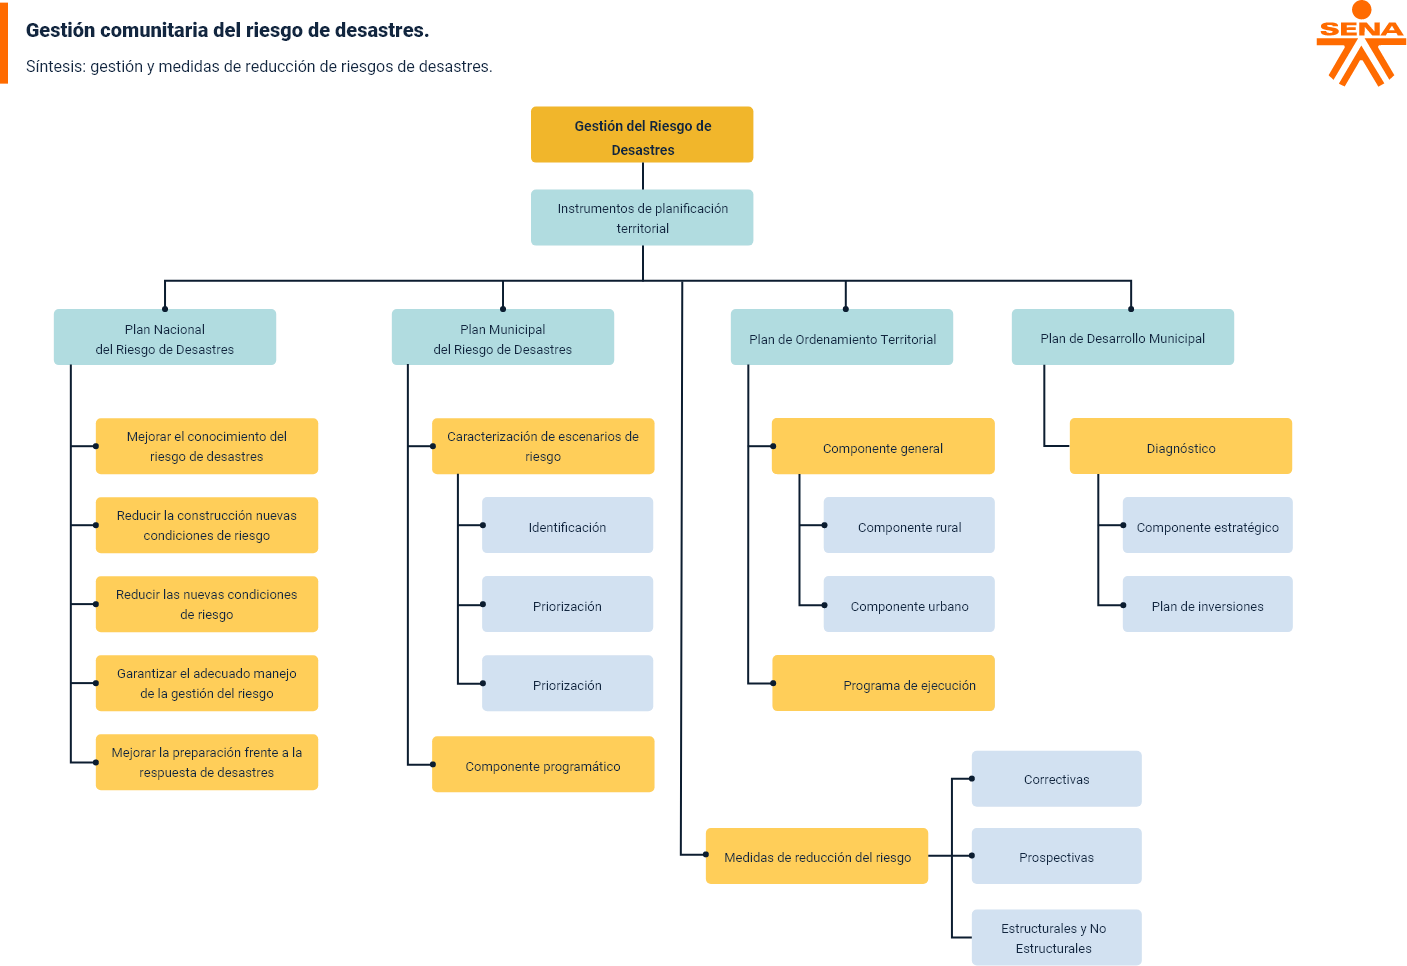 Gestión comunitaria del riesgo de desastres.
Síntesis: gestión y medidas de reducción de riesgos de desastres.
SENA
Gestión del Riesgo de
Desastres
Instrumentos de planificación
territorial
Plan Nacional
del Riesgo de Desastres
Mejorar el conocimiento del
riesgo de desastres
Reducir la construcción nuevas
condiciones de riesgo
Reducir las nuevas condiciones
de riesgo
Garantizar el adecuado manejo
de la gestión del riesgo
Mejorar la preparación frente a la
respuesta de desastres
Plan Municipal
del Riesgo de Desastres
Caracterización de escenarios de
riesgo
Identificación
Priorización
Priorización
Componente programático
Plan de Ordenamiento Territorial
Componente general
Componente rural
Componente urbano
Programa de ejecución
Plan de Desarrollo Municipal
Diagnóstico
Componente estratégico
Plan de inversiones
Medidas de reducción del riesgo
Correctivas
Prospectivas
Estructurales y No
Estructurales